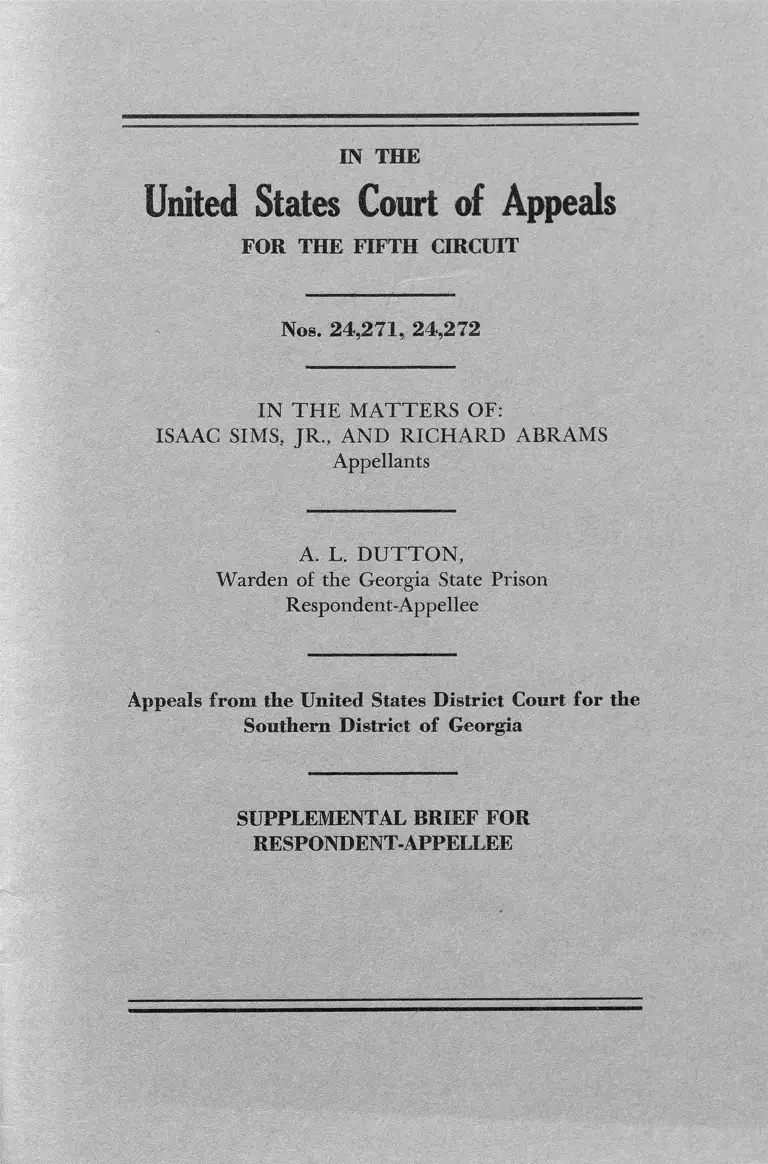 IN THE
United States Court of Appeals
FOR THE FIFTH CIRCUIT
Nos. 24,271, 24,272
IN THE MATTERS OF:
ISAAC SIMS, JR., AND RICHARD ABRAMS
Appellants
A. L. DUTTON,
Warden of the Georgia State Prison
Respondent-Appellee
Appeals from the United States District Court for the
Southern District of Georgia
SUPPLEMENTAL BRIEF FOR
RESPONDENT-APPELLEE